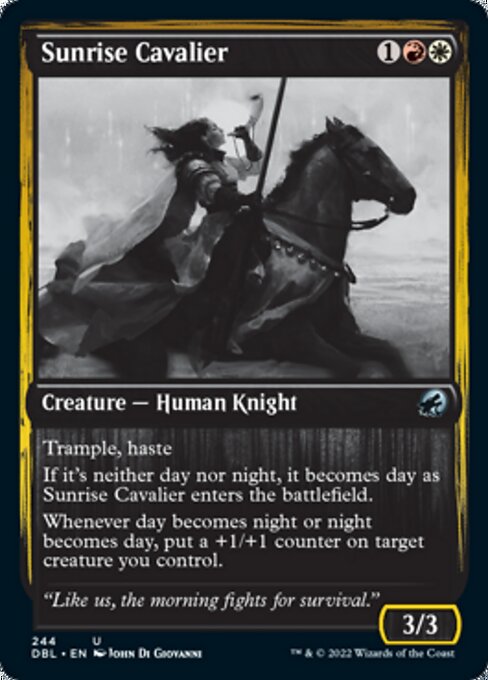 Sunrise Cavalier 1
Creature — Human Knight
Trample, haste
If it's neither day nor night, it becomes day as
Sunrise Cavalier enters the battlefield.
Whenever day becomes night or night
becomes day, put a +1/+1 counter on target
creature you control.
“Like us, the morning fights for survival.”
3/3
244 U
DBL • EN John Di Giovanni ™ & © 2022 Wizards of the Coast